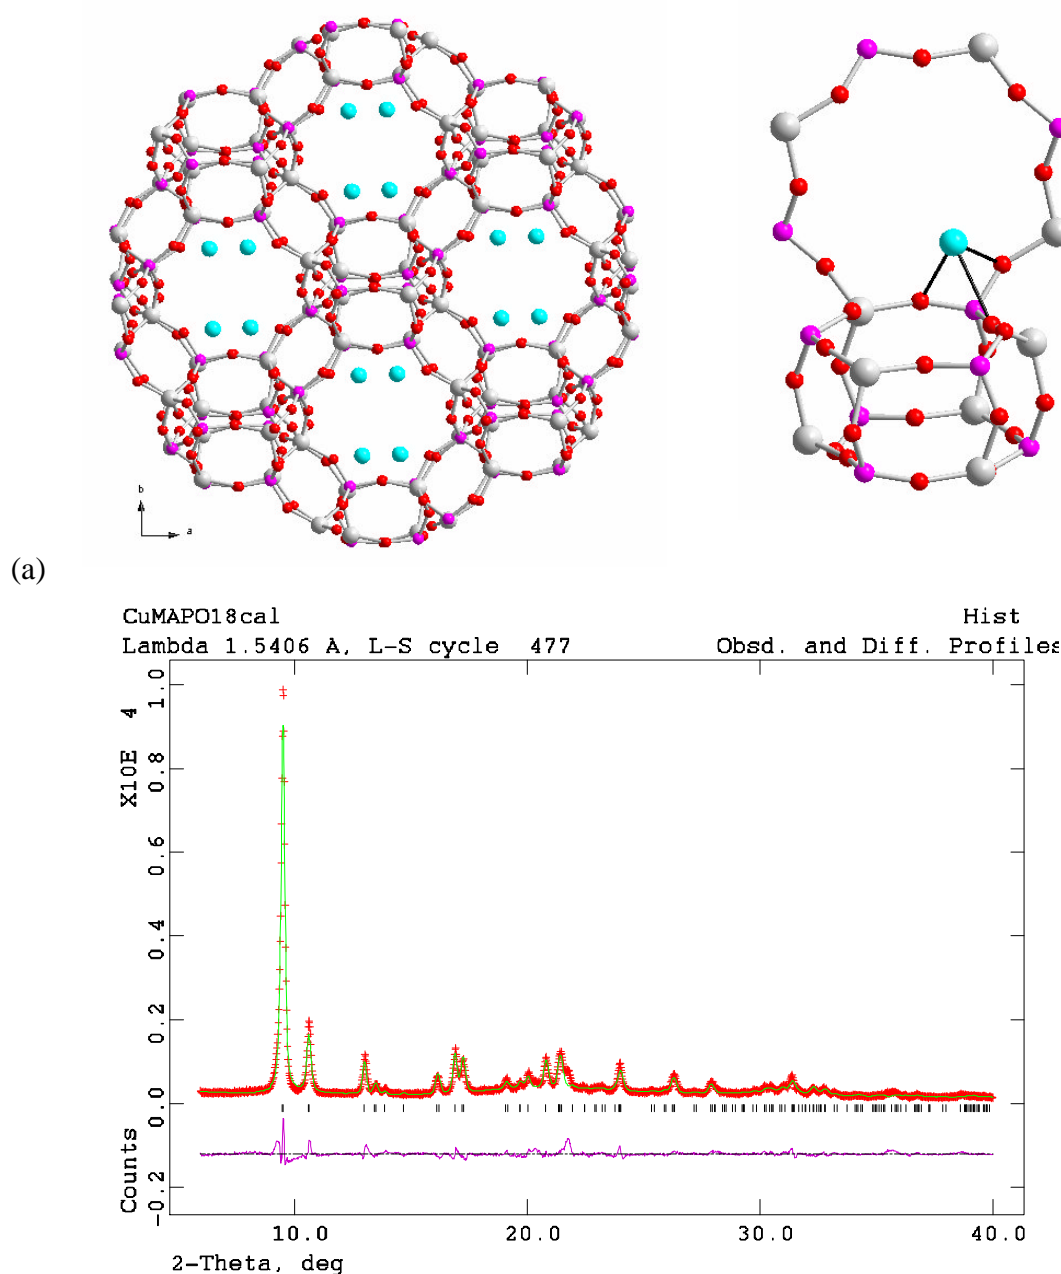 b
a
(a)
CuMAPO18cal Hist
Lambda 1.5406 A, L-S cycle 477 Obsd. and Diff. Profiles
X10E 4
1.0
0.8
0.6
0.4
0.2
0.0
Counts
0.0
-0.2
10.0 20.0 30.0 40.0
2-Theta, deg